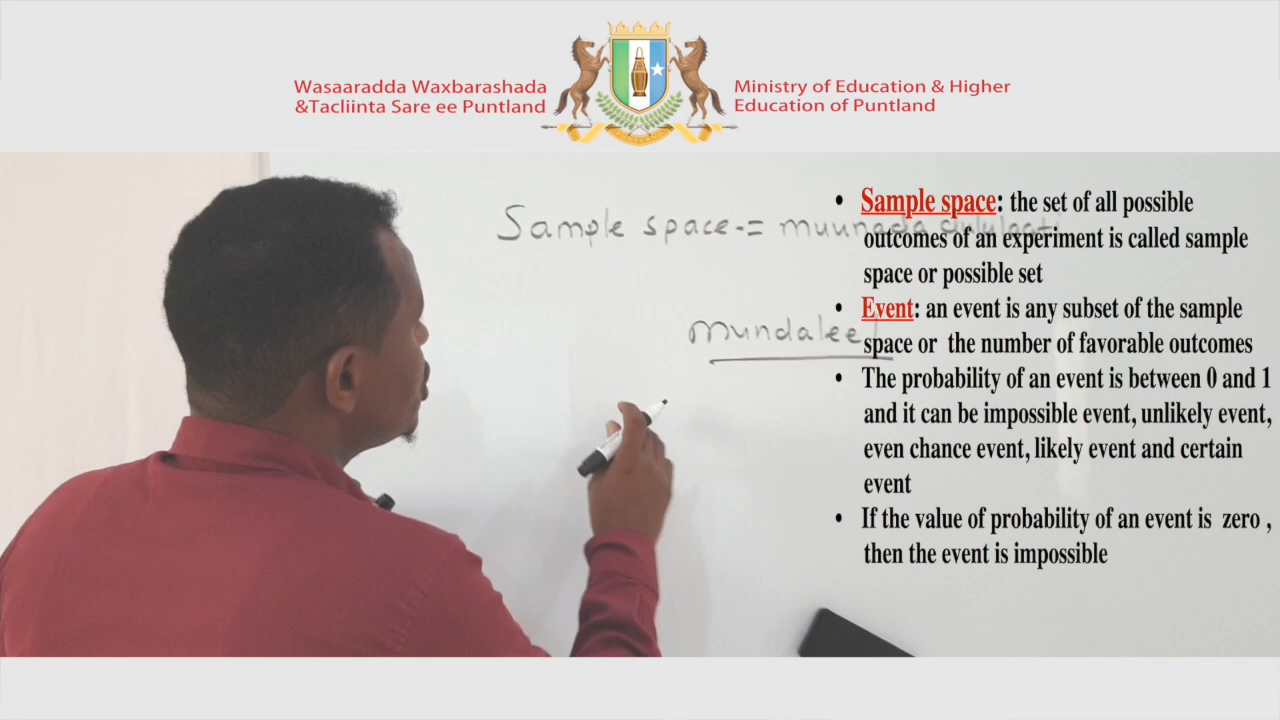 Wasaaradda Waxbarashada
&Tacliinta Sare ee Puntland
Ministry of Education & Higher
Education of Puntland
Sample space-= muunada
mundaleel
• Sample space: the set of all possible
outcomes of an experiment is called sample
space or possible set
• Event: an event is any subset of the sample
space or the number of favorable outcomes
• The probability of an event is between 0 and 1
and it can be impossible event, unlikely event,
even chance event, likely event and certain
event
• If the value of probability of an event is zero ,
then the event is impossible